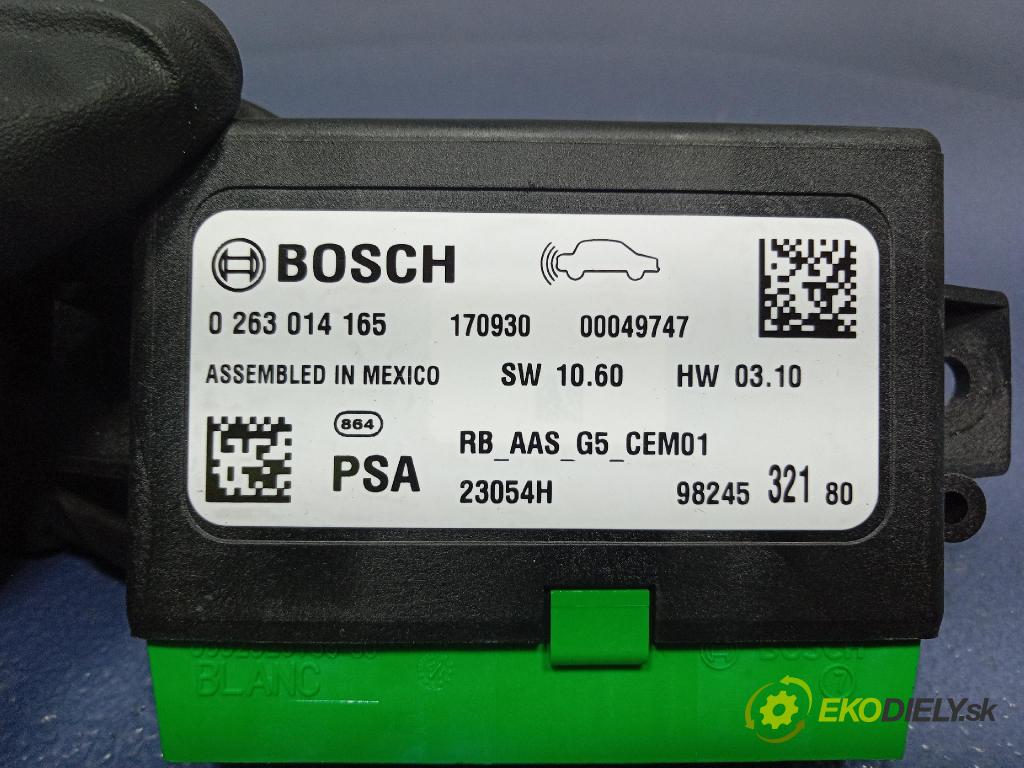 BOSCH
0 263 014 165 170930 00049747
ASSEMBLED IN MEXICO SW 10.60 HW 03.10
864
PSA
RB_AAS_G5_CEM01
23054H 98245 321 80
BLANC
BOSCH
7
EKODIELY.sk